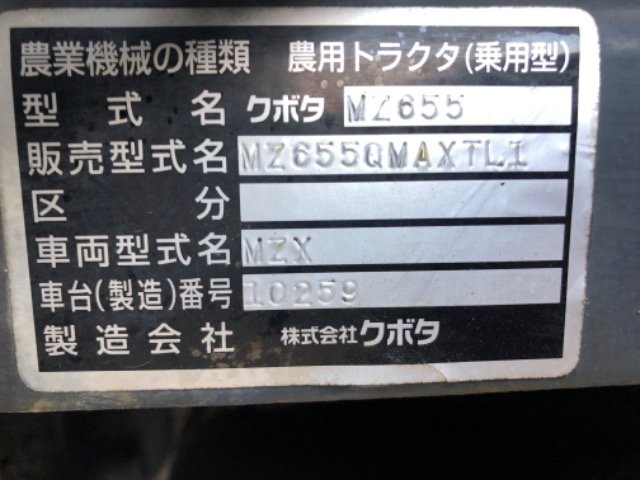 農業機械の種類 農用トラクタ(乗用型)
型式名 クボタ MZ655
販売型式名 MZ655QMAXTL1
区分
車両型式名 MZX
車台(製造)番号 10259
製造会社 株式会社クボタ